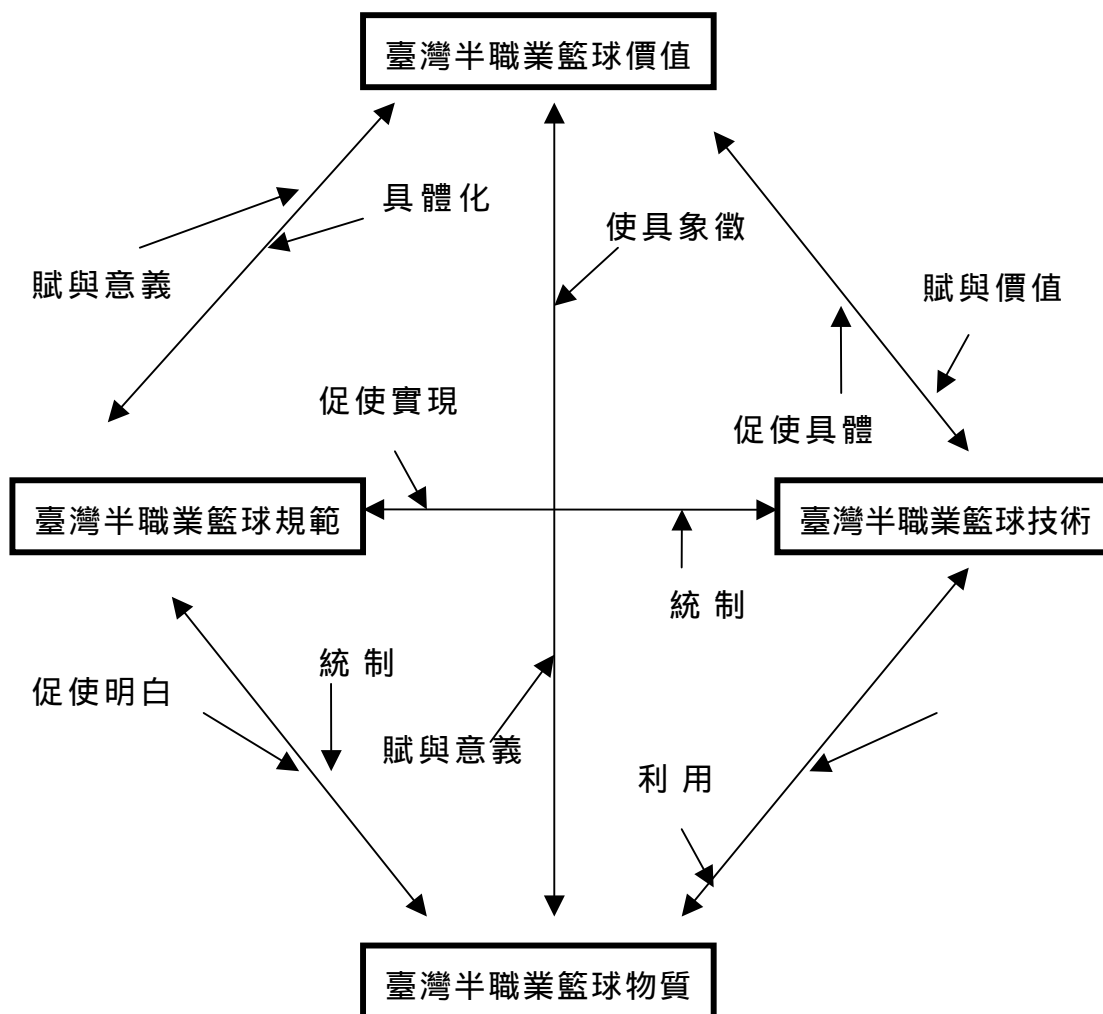 臺灣半職業籃球價值
具體化
使具象徵
賦與意義
賦與價值
促使實現
促使具體
臺灣半職業籃球規範
臺灣半職業籃球技術
統 制
統 制
促使明白
賦與意義
利 用
臺灣半職業籃球物質